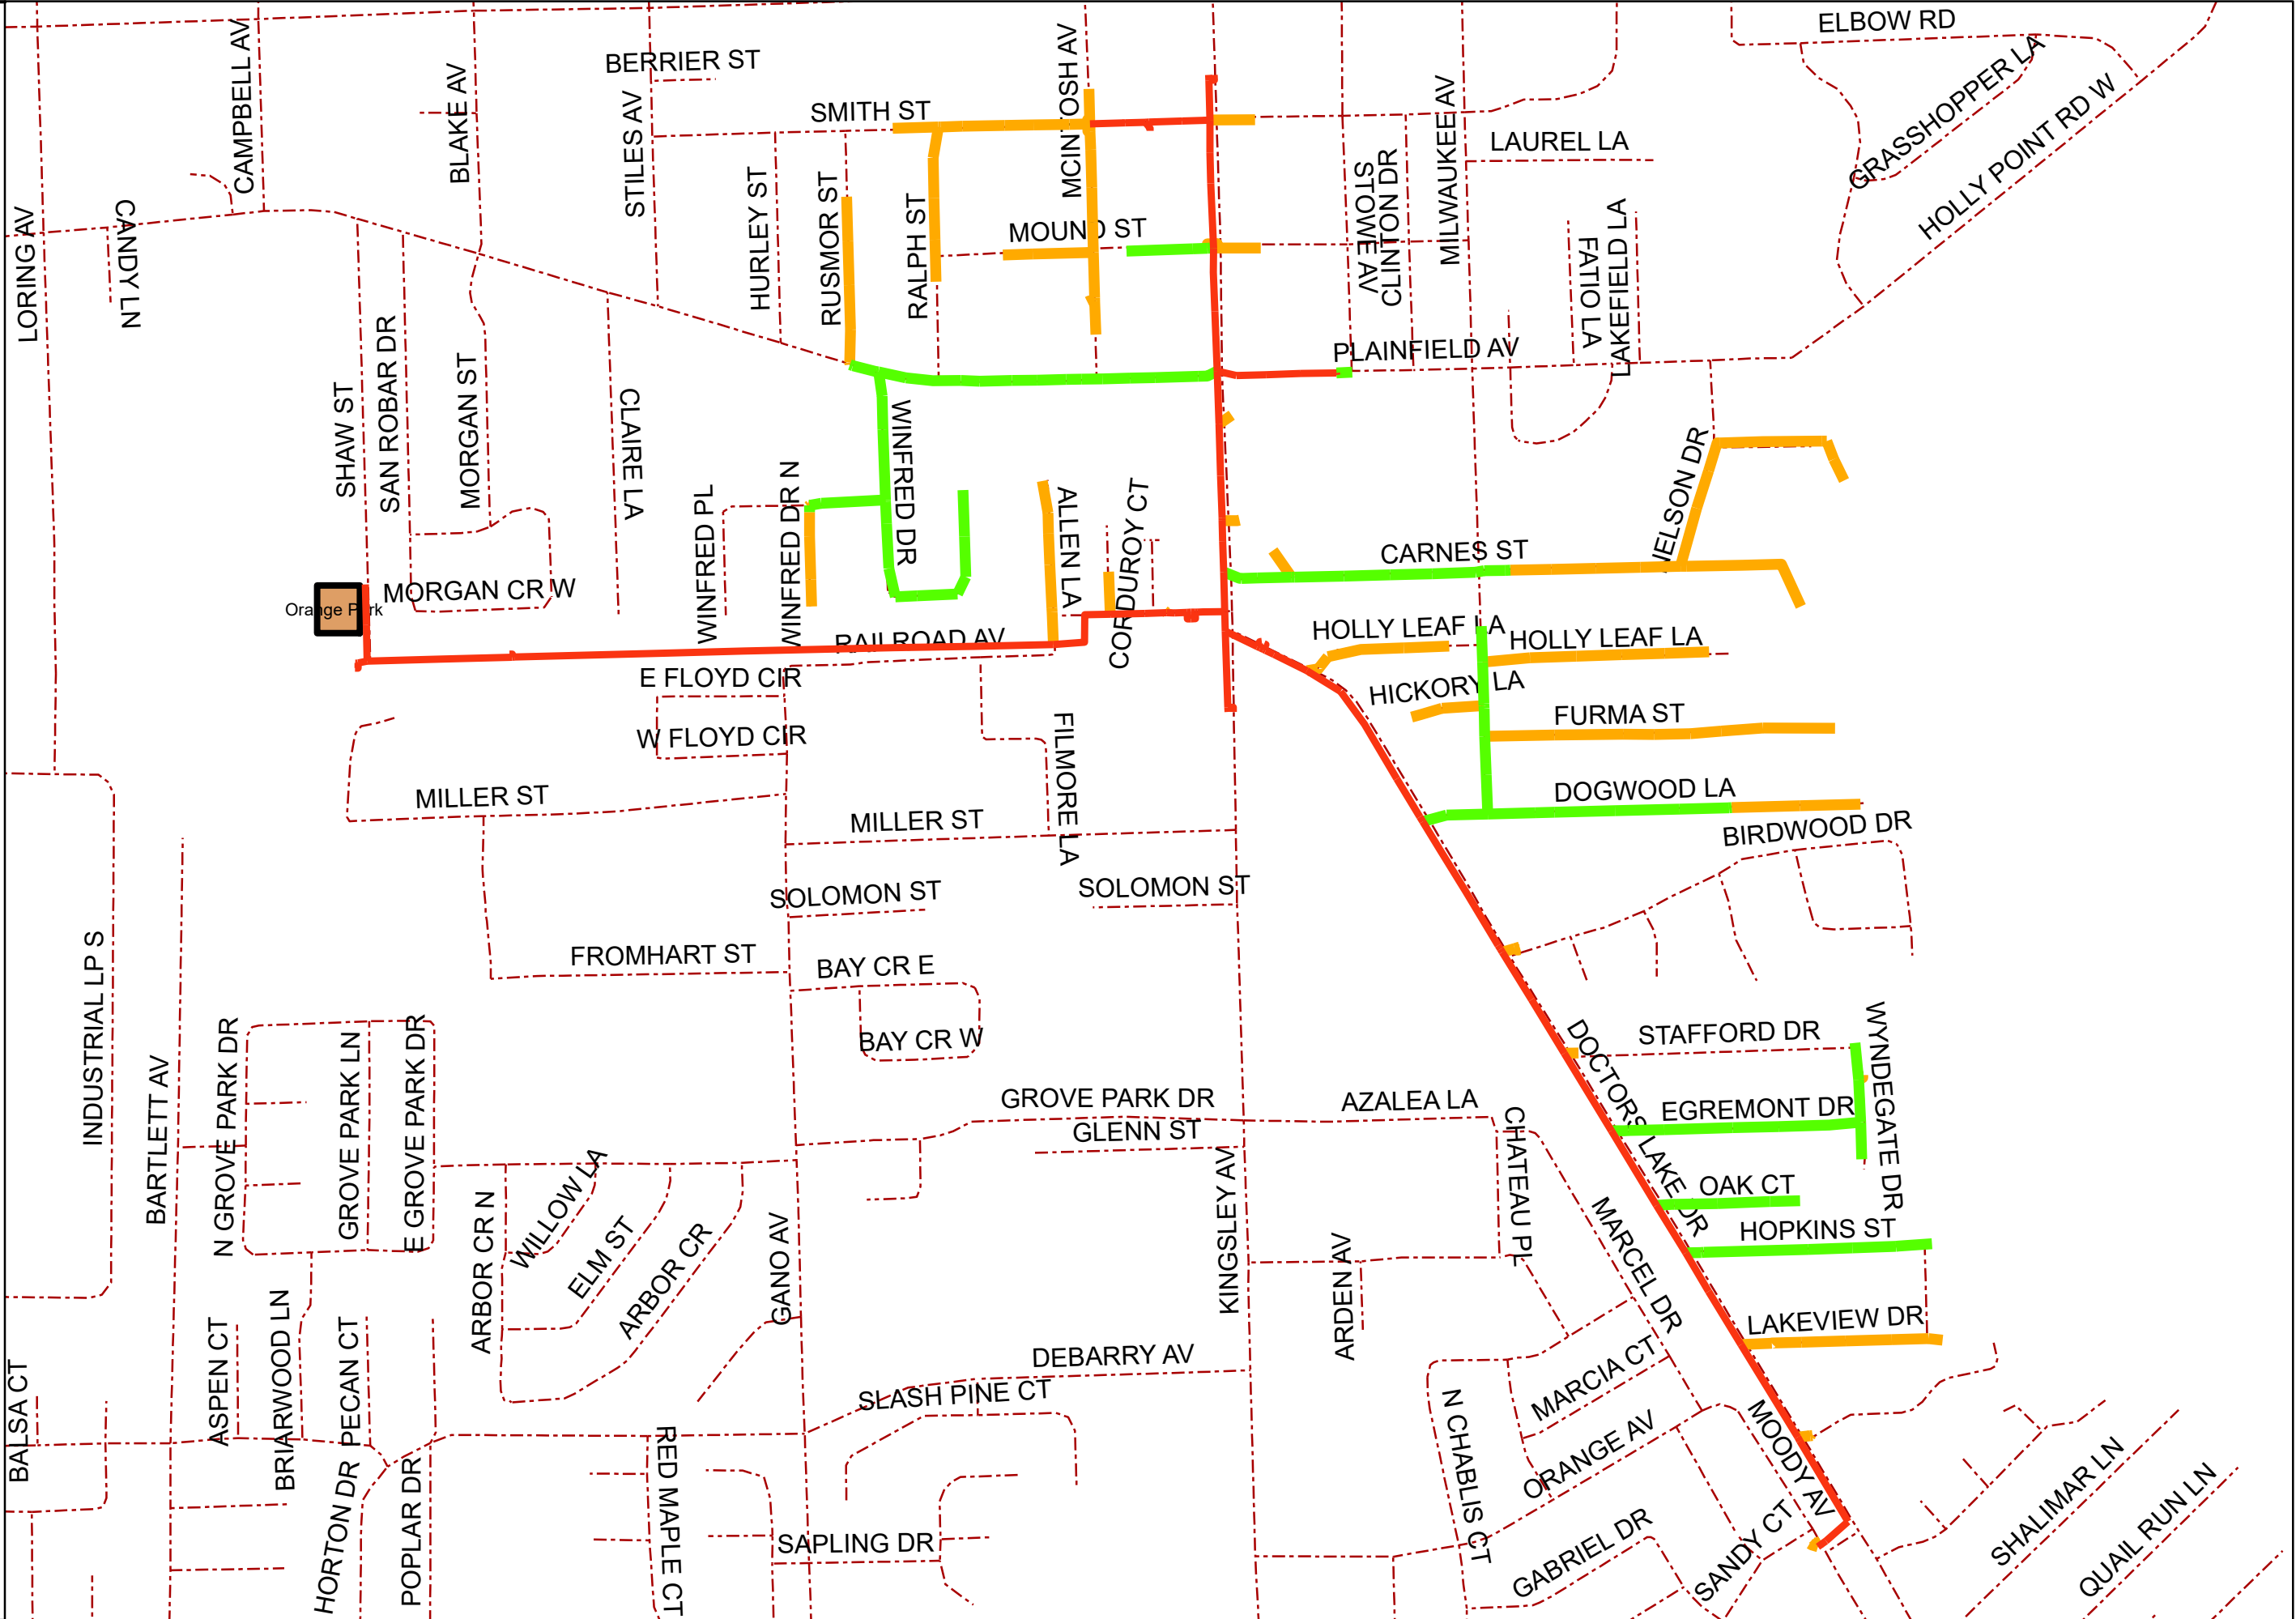 ELBOW RD
BERRIER ST
CAMPBELL AV
BLAKE AV
STILES AV
SMITH ST
MCINTOSH AV
MILWAUKEE AV
LAUREL LA
GRASSHOPPER LA
HOLLY POINT RD W
LORING AV
CANDY LN
HURLEY ST
RUSMOR ST
RALPH ST
MOUND ST
STOWE AV
CLINTON DR
FATIO LA
LAKEFIELD LA
PLAINFIELD AV
SHAW ST
SAN ROBAR DR
MORGAN ST
CLAIRE LA
WINFRED PL
WINFRED DR N
WINFRED DR
ALLEN LA
CORDUROY CT
NELSON DR
CARNES ST
Orange Park
MORGAN CR W
RAILROAD AV
HOLLY LEAF LA
HOLLY LEAF LA
E FLOYD CIR
HICKORY LA
W FLOYD CIR
FURMA ST
FILMORE LA
MILLER ST
MILLER ST
DOGWOOD LA
BIRDWOOD DR
SOLOMON ST
SOLOMON ST
INDUSTRIAL LP S
FROMHART ST
BAY CR E
BAY CR W
BARTLETT AV
N GROVE PARK DR
GROVE PARK LN
E GROVE PARK DR
STAFFORD DR
WYNDEGATE DR
DOCTORS LAKE DR
EGREMONT DR
GROVE PARK DR
AZALEA LA
GLENN ST
CHATEAU PL
OAK CT
HOPKINS ST
ARBOR CR N
WILLOW LA
ELM ST
ARBOR CR
GANO AV
KINGSLEY AV
ARDEN AV
MARCEL DR
LAKEVIEW DR
BALSA CT
ASPEN CT
BRIARWOOD LN
PECAN CT
DEBARRY AV
SLASH PINE CT
MARCIA CT
N CHABLIS CT
ORANGE AV
MOODY AV
HORTON DR
POPLAR DR
RED MAPLE CT
SAPLING DR
GABRIEL DR
SANDY CT
SHALIMAR LN
QUAIL RUN LN